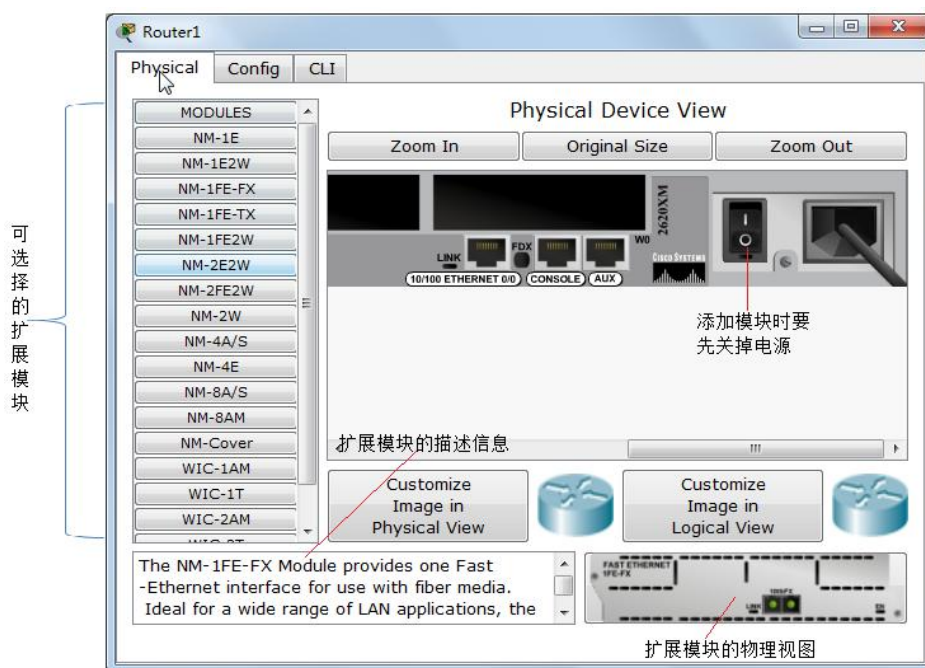 Router1
Physical
Config
CLI
可选择的扩展模块
MODULES
NM-1E
NM-1E2W
NM-1FE-FX
NM-1FE-TX
NM-1FE2W
NM-2E2W
NM-2FE2W
NM-2W
NM-4A/S
NM-4E
NM-8A/S
NM-8AM
NM-Cover
WIC-1AM
WIC-1T
WIC-2AM
WIC-2T
Physical Device View
Zoom In
Original Size
Zoom Out
2620XM
W0
LINK
FDX
10/100 ETHERNET 0/0
CONSOLE
AUX
CISCO SYSTEMS
添加模块时要
先关掉电源
扩展模块的描述信息
Customize
Image in
Physical View
Customize
Image in
Logical View
The NM-1FE-FX Module provides one Fast
-Ethernet interface for use with fiber media.
Ideal for a wide range of LAN applications, the
FAST ETHERNET
1FE-FX
LINK
EN
扩展模块的物理视图